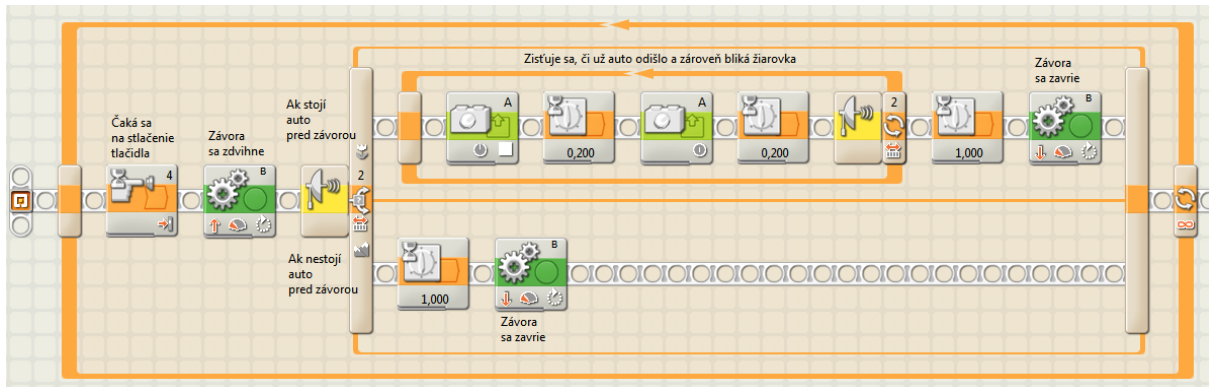 Zisťuje sa, či už auto odišlo a zároveň bliká žiarovka
Závora
sa zavrie
Ak stojí
auto
pred závorou
A
A
2
B
0,200
0,200
1,000
Čaká sa
na stlačenie
tlačidla
Závora
sa zdvihne
4
B
2
Ak nestojí
auto
pred závorou
B
1,000
Závora
sa zavrie